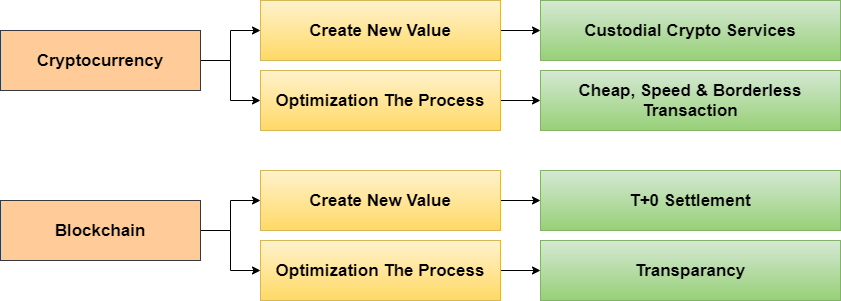 Cryptocurrency
Create New Value
Custodial Crypto Services
Optimization The Process
Cheap, Speed & Borderless
Transaction
Blockchain
Create New Value
T+0 Settlement
Optimization The Process
Transparancy